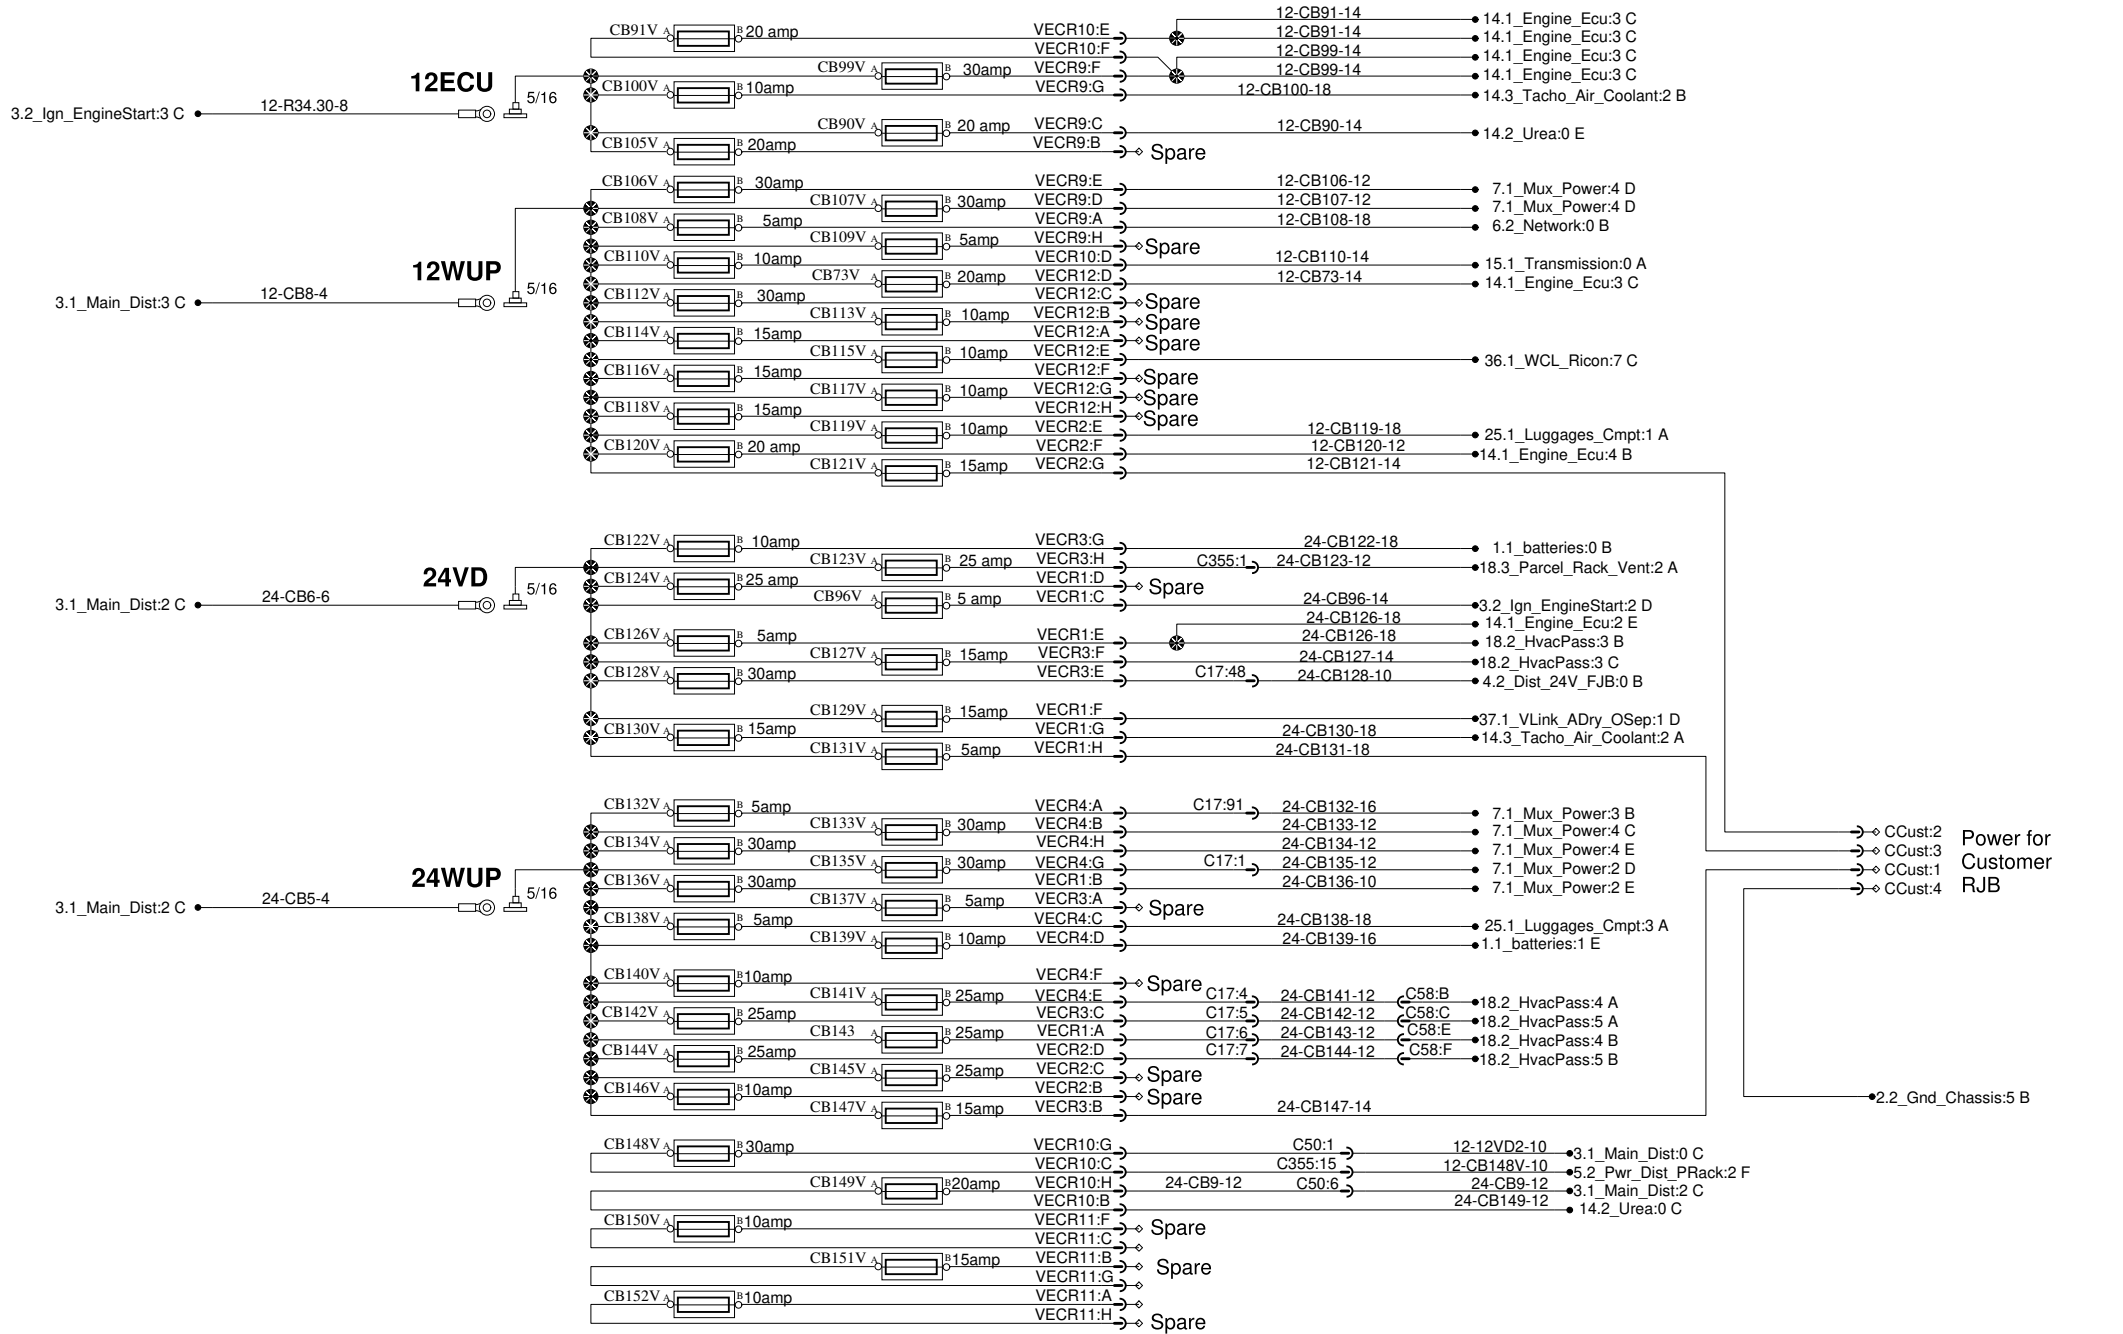 CB91V A B 20 amp VECR10:E 12-CB91-14 14.1_Engine_Ecu:3 C
12-CB91-14 14.1_Engine_Ecu:3 C
VECR10:F 12-CB99-14 14.1_Engine_Ecu:3 C
12ECU CB99V A B 30amp VECR9:F 12-CB99-14 14.1_Engine_Ecu:3 C
5/16 CB100V A B 10amp VECR9:G 12-CB100-18 14.3_Tacho_Air_Coolant:2 B
3.2_Ign_EngineStart:3 C 12-R34.30-8
CB90V A B 20 amp VECR9:C 12-CB90-14 14.2_Urea:0 E
CB105V A B 20amp VECR9:B Spare
CB106V A B 30amp VECR9:E 12-CB106-12 7.1_Mux_Power:4 D
CB107V A B 30amp VECR9:D 12-CB107-12 7.1_Mux_Power:4 D
CB108V A B 5amp VECR9:A 12-CB108-18 6.2_Network:0 B
CB109V A B 5amp VECR9:H Spare
12WUP CB110V A B 10amp VECR10:D 12-CB110-14 15.1_Transmission:0 A
5/16 CB73V A B 20amp VECR12:D 12-CB73-14 14.1_Engine_Ecu:3 C
3.1_Main_Dist:3 C 12-CB8-4 CB112V A B 30amp VECR12:C Spare
CB113V A B 10amp VECR12:B Spare
CB114V A B 15amp VECR12:A Spare
CB115V A B 10amp VECR12:E 36.1_WCL_Ricon:7 C
CB116V A B 15amp VECR12:F Spare
CB117V A B 10amp VECR12:G Spare
CB118V A B 15amp VECR12:H Spare
CB119V A B 10amp VECR2:E 12-CB119-18 25.1_Luggages_Cmpt:1 A
CB120V A B 20 amp VECR2:F 12-CB120-12 14.1_Engine_Ecu:4 B
CB121V A B 15amp VECR2:G 12-CB121-14
CB122V A B 10amp VECR3:G 24-CB122-18 1.1_batteries:0 B
CB123V A B 25 amp VECR3:H C355:1 24-CB123-12 18.3_Parcel_Rack_Vent:2 A
24VD 5/16 CB124V A B 25 amp VECR1:D Spare
3.1_Main_Dist:2 C 24-CB6-6 CB96V A B 5 amp VECR1:C 24-CB96-14 3.2_Ign_EngineStart:2 D
24-CB126-18 14.1_Engine_Ecu:2 E
CB126V A B 5amp VECR1:E 24-CB126-18 18.2_HvacPass:3 B
CB127V A B 15amp VECR3:F 24-CB127-14 18.2_HvacPass:3 C
CB128V A B 30amp VECR3:E C17:48 24-CB128-10 4.2_Dist_24V_FJB:0 B
CB129V A B 15amp VECR1:F 37.1_VLink_ADry_OSep:1 D
CB130V A B 15amp VECR1:G 24-CB130-18 14.3_Tacho_Air_Coolant:2 A
CB131V A B 5amp VECR1:H 24-CB131-18
CB132V A B 5amp VECR4:A C17:91 24-CB132-16 7.1_Mux_Power:3 B
CB133V A B 30amp VECR4:B 24-CB133-12 7.1_Mux_Power:4 C CCust:2
CB134V A B 30amp VECR4:H 24-CB134-12 7.1_Mux_Power:4 E CCust:3
CB135V A B 30amp VECR4:G C17:1 24-CB135-12 7.1_Mux_Power:2 D CCust:1
24WUP 5/16 CB136V A B 30amp VECR1:B 24-CB136-10 7.1_Mux_Power:2 E CCust:4
Power for
Customer
RJB
3.1_Main_Dist:2 C 24-CB5-4 CB137V A B 5amp VECR3:A Spare
CB138V A B 5amp VECR4:C 24-CB138-18 25.1_Luggages_Cmpt:3 A
CB139V A B 10amp VECR4:D 24-CB139-16 1.1_batteries:1 E
CB140V A B 10amp VECR4:F Spare
CB141V A B 25amp VECR4:E C17:4 24-CB141-12 C58:B 18.2_HvacPass:4 A
CB142V A B 25amp VECR3:C C17:5 24-CB142-12 C58:C 18.2_HvacPass:5 A
CB143 A B 25amp VECR1:A C17:6 24-CB143-12 C58:E 18.2_HvacPass:4 B
CB144V A B 25amp VECR2:D C17:7 24-CB144-12 C58:F 18.2_HvacPass:5 B
CB145V A B 25amp VECR2:C Spare
CB146V A B 10amp VECR2:B Spare 2.2_Gnd_Chassis:5 B
CB147V A B 15amp VECR3:B 24-CB147-14
CB148V A B 30amp VECR10:G C50:1 12-12VD2-10 3.1_Main_Dist:0 C
VECR10:C C355:15 12-CB148V-10 5.2_Pwr_Dist_PRack:2 F
CB149V A B 20amp VECR10:H 24-CB9-12 C50:6 24-CB9-12 3.1_Main_Dist:2 C
VECR10:B 24-CB149-12 14.2_Urea:0 C
CB150V A B 10amp VECR11:F Spare
VECR11:C
CB151V A B 15amp VECR11:B Spare
VECR11:G
CB152V A B 10amp VECR11:A
VECR11:H Spare